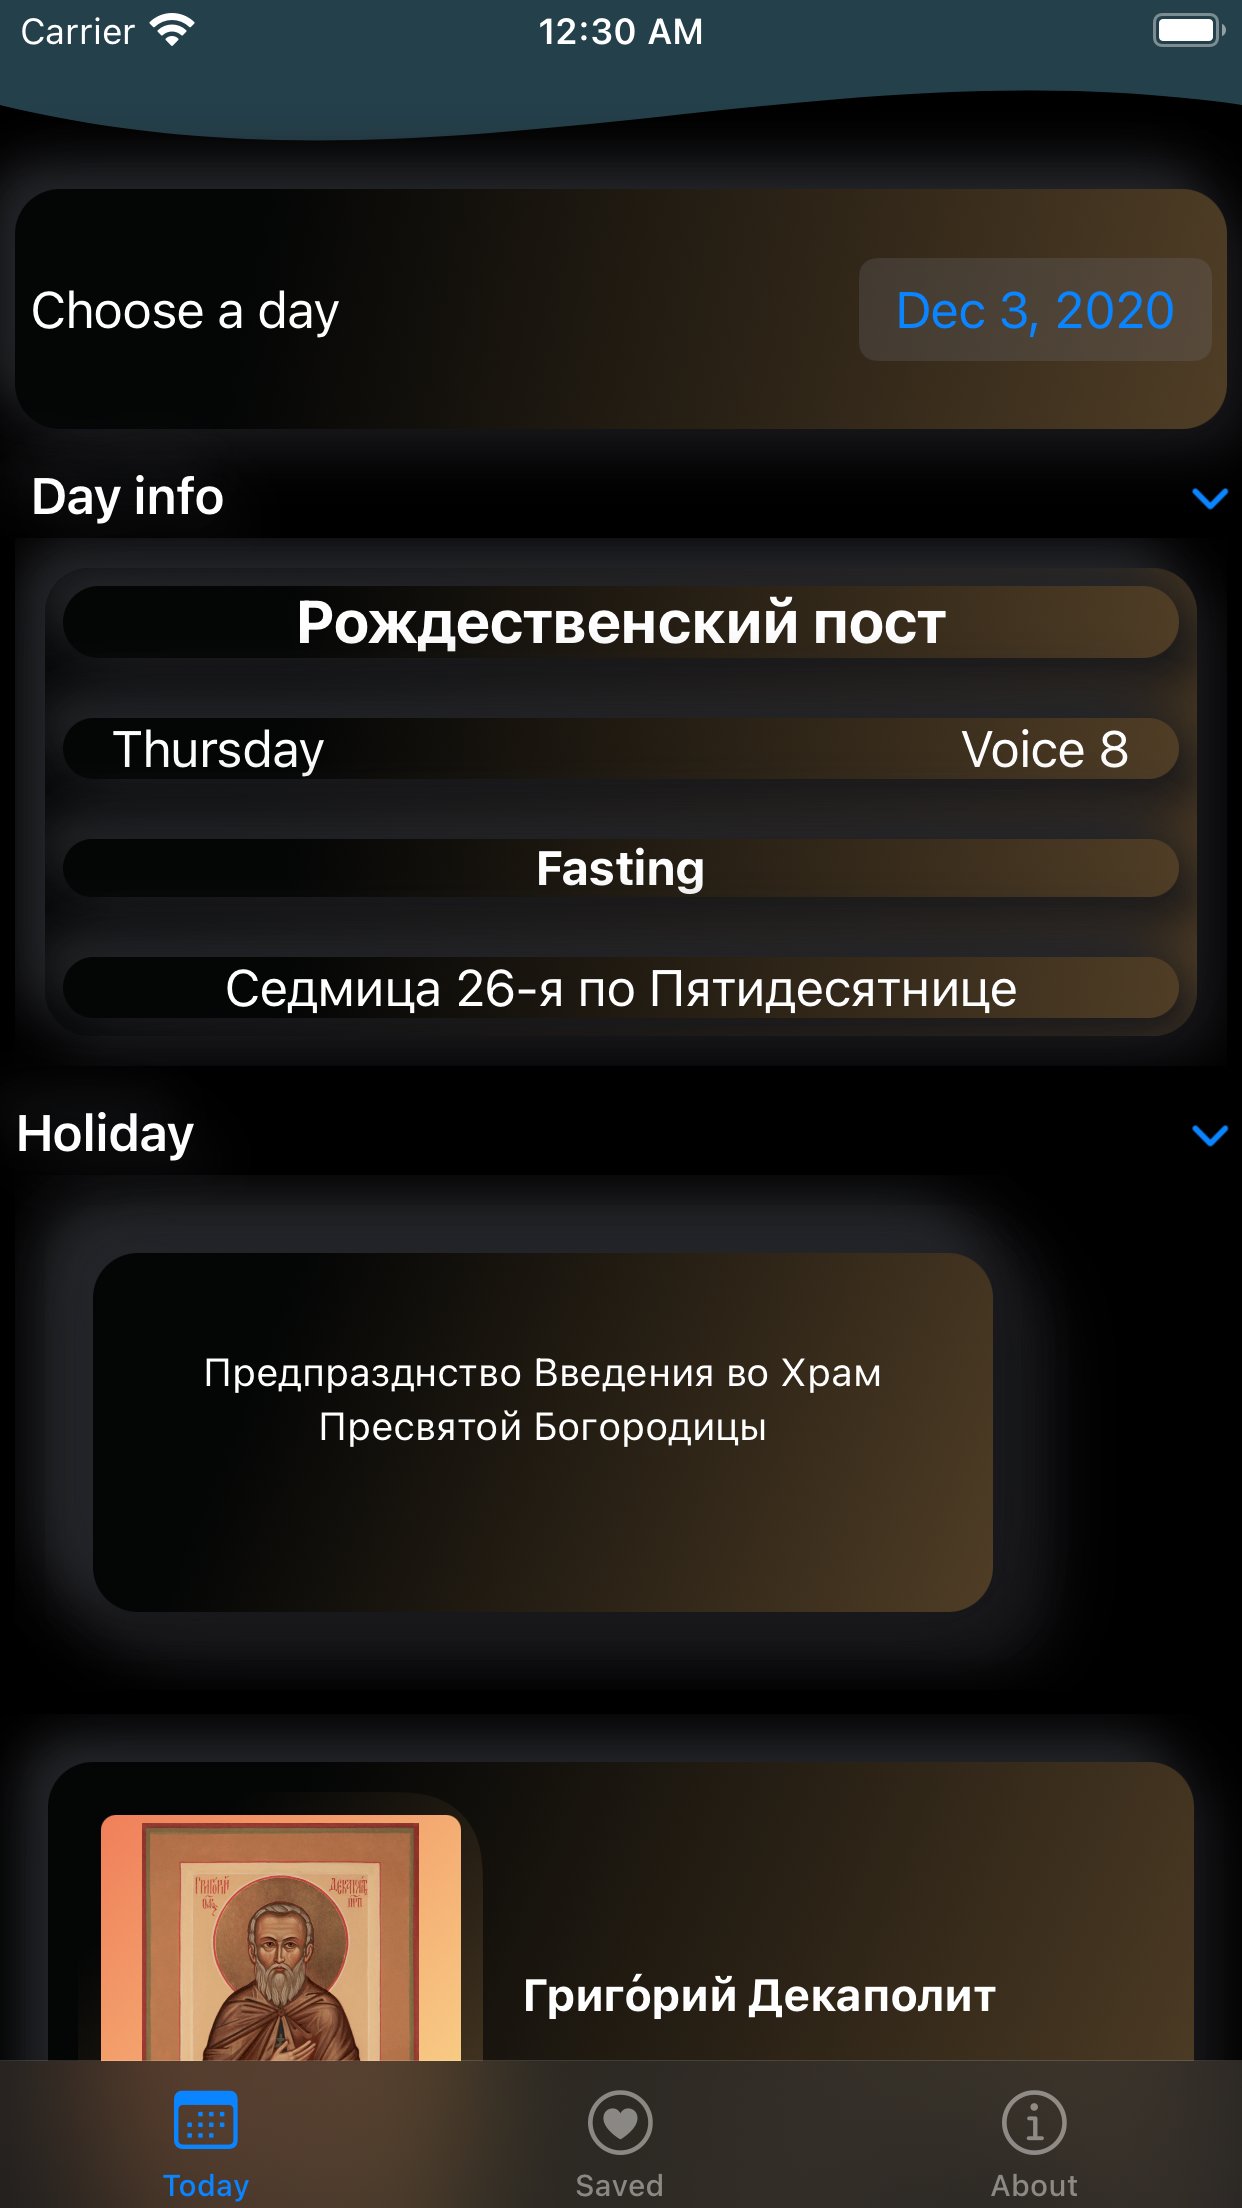 Carrier
12:30 AM
Choose a day
Dec 3, 2020
Day info
Рождественский пост
Thursday
Voice 8
Fasting
Седмица 26-я по Пятидесятнице
Holiday
Предпразднство Введения во Храм
Пресвятой Богородицы
Григо́рий Декаполит
Today
Saved
About